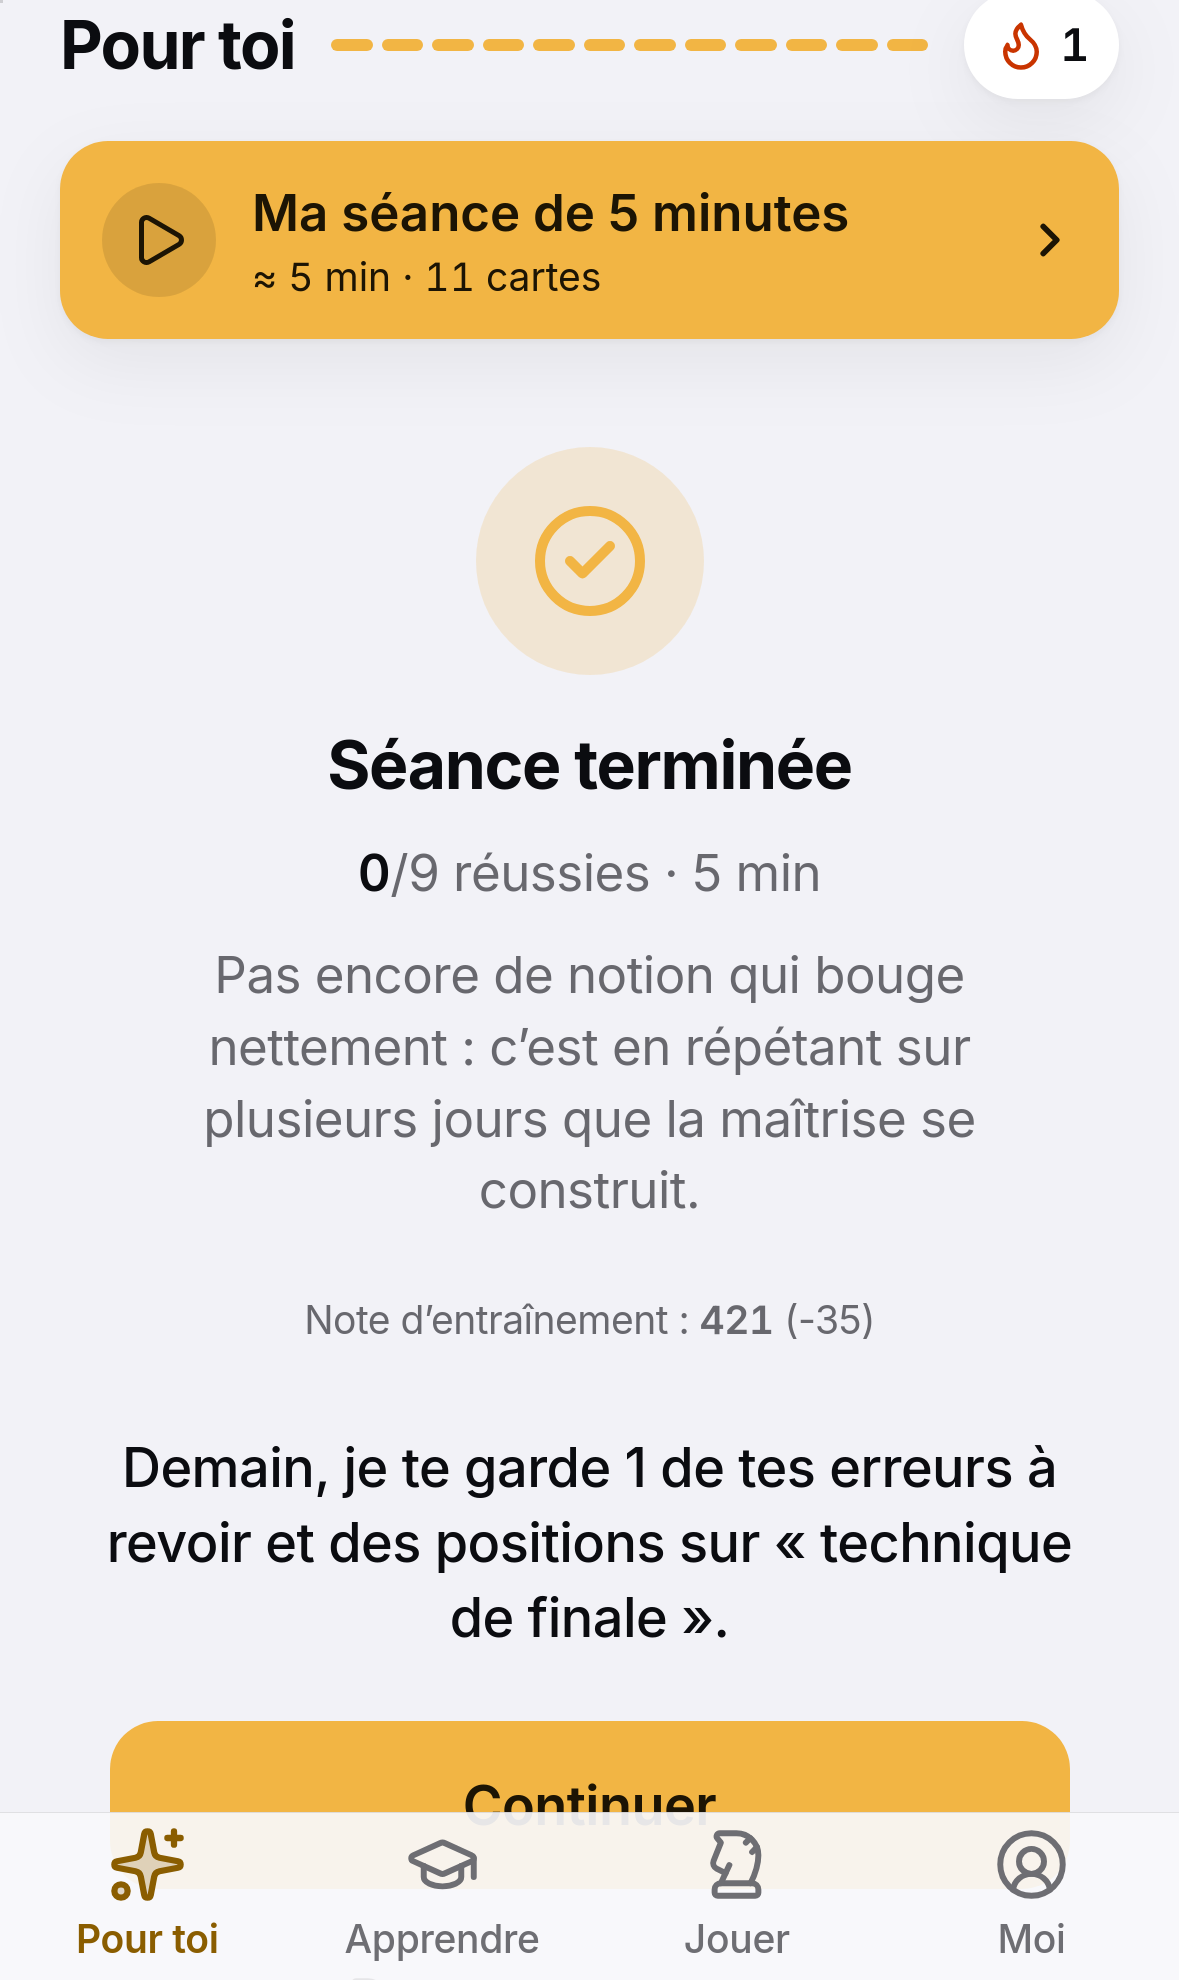 Pour toi
1
Ma séance de 5 minutes
≈ 5 min · 11 cartes
Séance terminée
0/9 réussies · 5 min
Pas encore de notion qui bouge
nettement : c’est en répétant sur
plusieurs jours que la maîtrise se
construit.
Note d’entraînement : 421 (-35)
Demain, je te garde 1 de tes erreurs à
revoir et des positions sur « technique
de finale ».
Continuer
Pour toi
Apprendre
Jouer
Moi